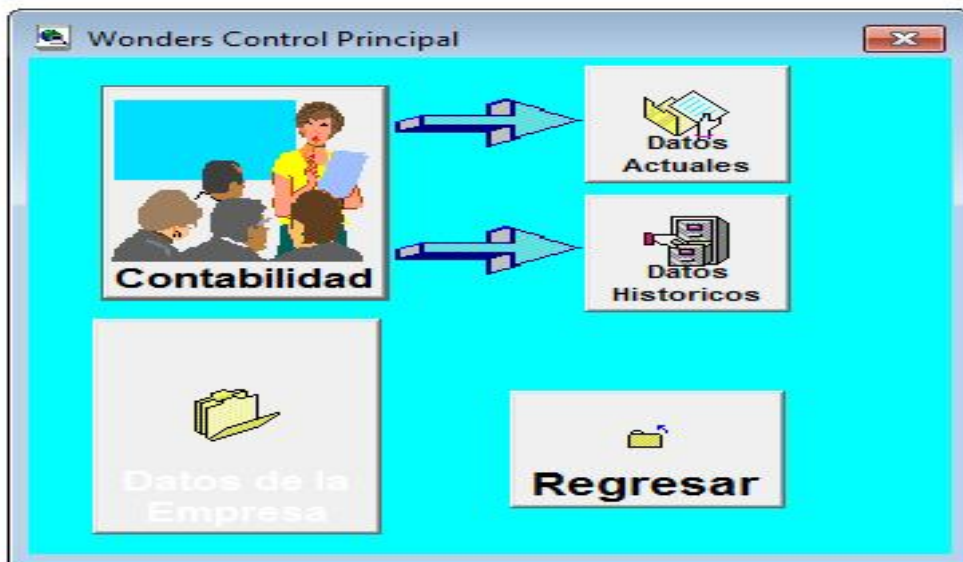 Wonders Control Principal
Contabilidad
Datos
Actuales
Datos
Historicos
Datos de la
Empresa
Regresar